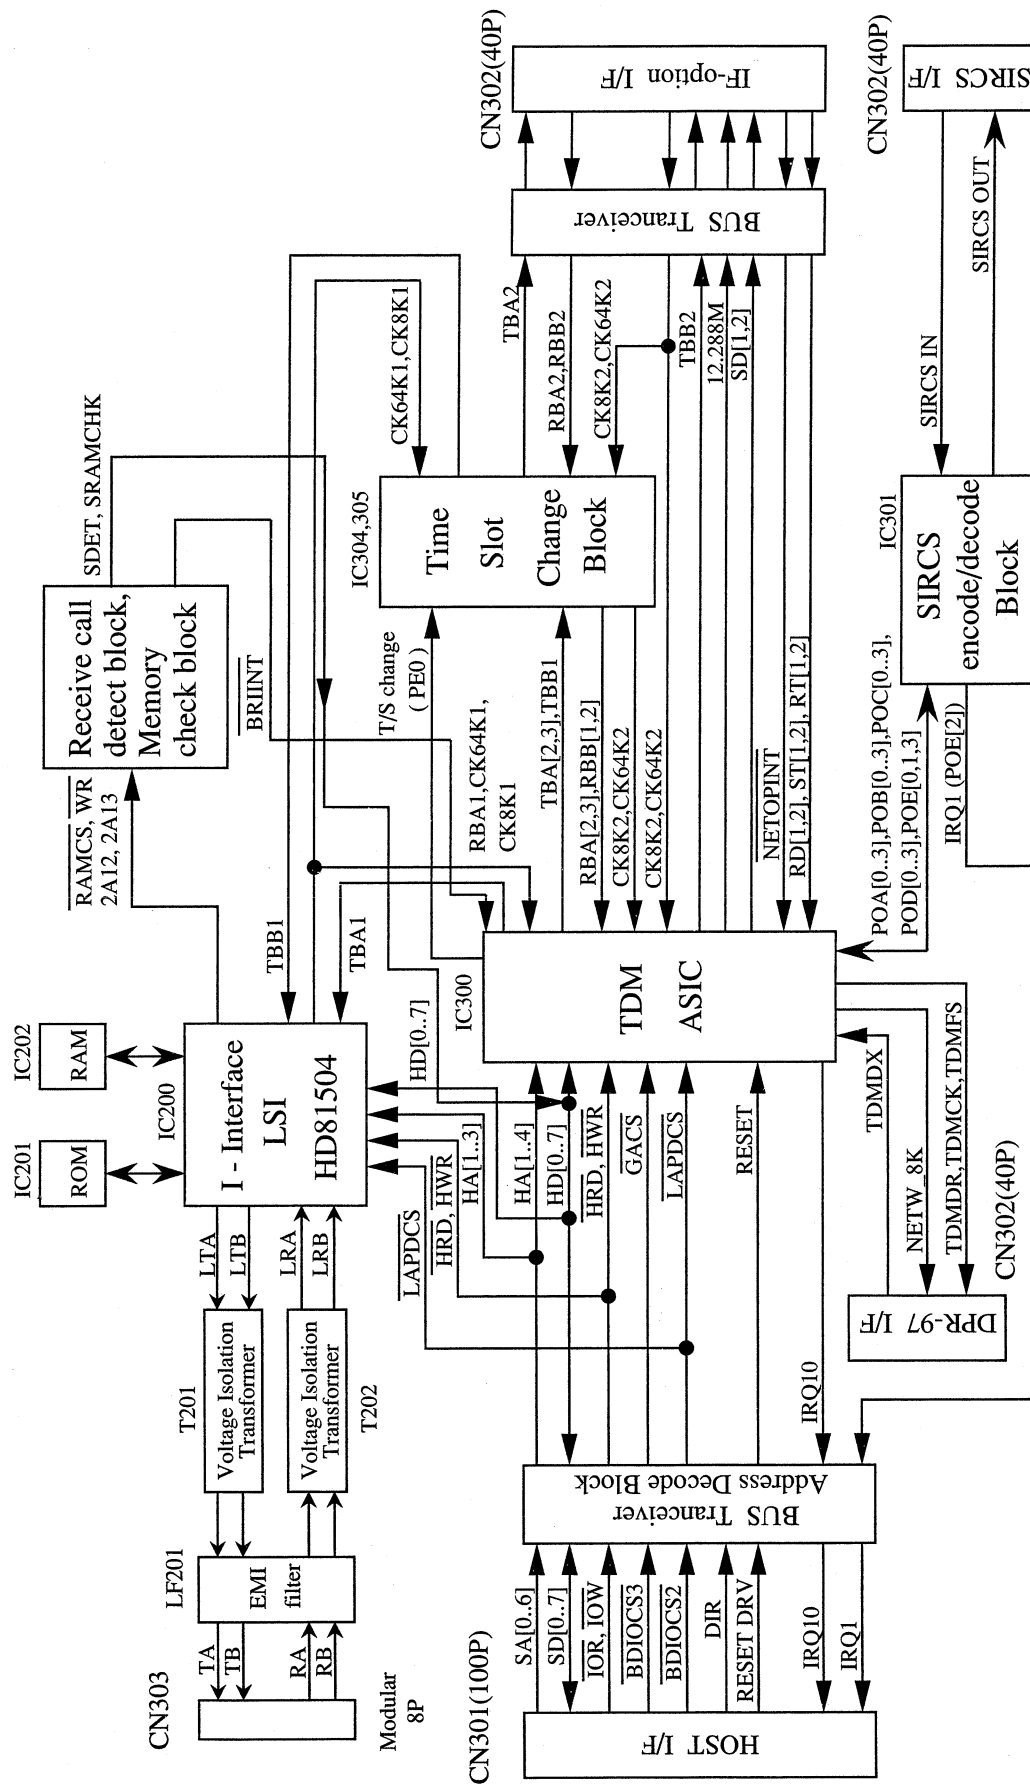 CN303
Modular
8P
TA
TB
RA
RB
LF201
EMI
filter
T201
Voltage Isolation
Transformer
Voltage Isolation
Transformer
T202
LTA
LTB
LRA
LRB
IC201
ROM
IC202
RAM
IC200
I - Interface
LSI
HD81504
RAMCS, WR
2A12, 2A13
Receive call
detect block,
Memory
check block
SDET, SRAMCHK
BRIINT
TBB1
TBA1
HD[0..7]
HA[1..3]
HRD, HWR
LAPDCS
T/S change
( PE0 )
RBA1,CK64K1,
CK8K1
IC304,305
Time
Slot
Change
Block
CK64K1,CK8K1
TBA2
RBA2,RBB2
CK8K2,CK64K2
TBB2
12.288M
SD[1,2]
TBA[2,3],TBB1
RBA[2,3],RBB[1,2]
CK8K2,CK64K2
CK8K2,CK64K2
NETOPINT
RD[1,2], ST[1,2], RT[1,2]
BUS Tranceiver
CN302(40P)
IF-option I/F
IC300
TDM
ASIC
HA[1..4]
HD[0..7]
HRD, HWR
GACS
LAPDCS
RESET
IRQ10
CN301(100P)
HOST I/F
SA[0..6]
SD[0..7]
IOR, IOW
BDIOCS3
BDIOCS2
DIR
RESET DRV
IRQ10
IRQ1
BUS Tranceiver
Address Decode Block
TDMDX
NETW_8K
TDMDR,TDMCK,TDMFS
DPR-97 I/F
CN302(40P)
POA[0..3],POB[0..3],POC[0..3],
POD[0..3],POE[0,1,3]
IRQ1 (POE[2])
IC301
SIRCS
encode/decode
Block
SIRCS IN
SIRCS OUT
CN302(40P)
SIRCS I/F